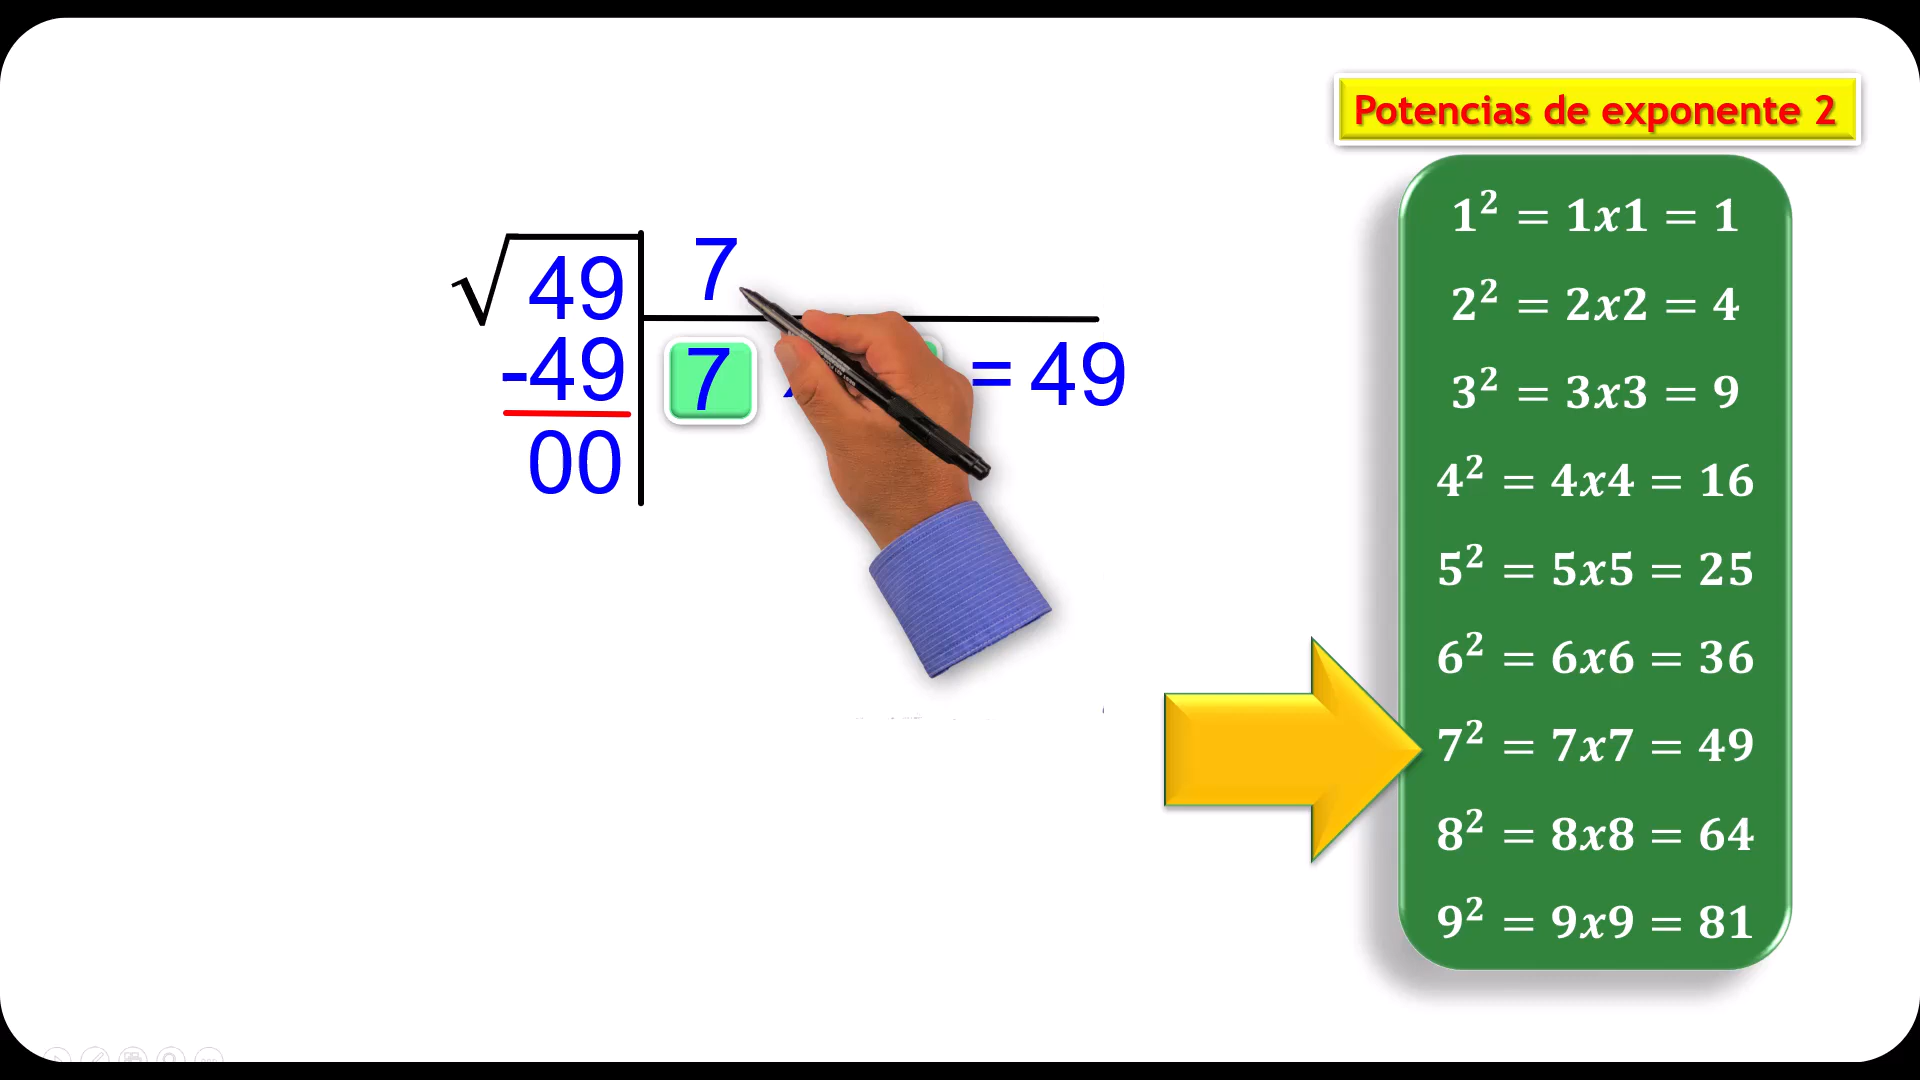 Potencias de exponente 2
√49 7
-49 7 = 49
00
1² = 1x1 = 1
2² = 2x2 = 4
3² = 3x3 = 9
4² = 4x4 = 16
5² = 5x5 = 25
6² = 6x6 = 36
7² = 7x7 = 49
8² = 8x8 = 64
9² = 9x9 = 81